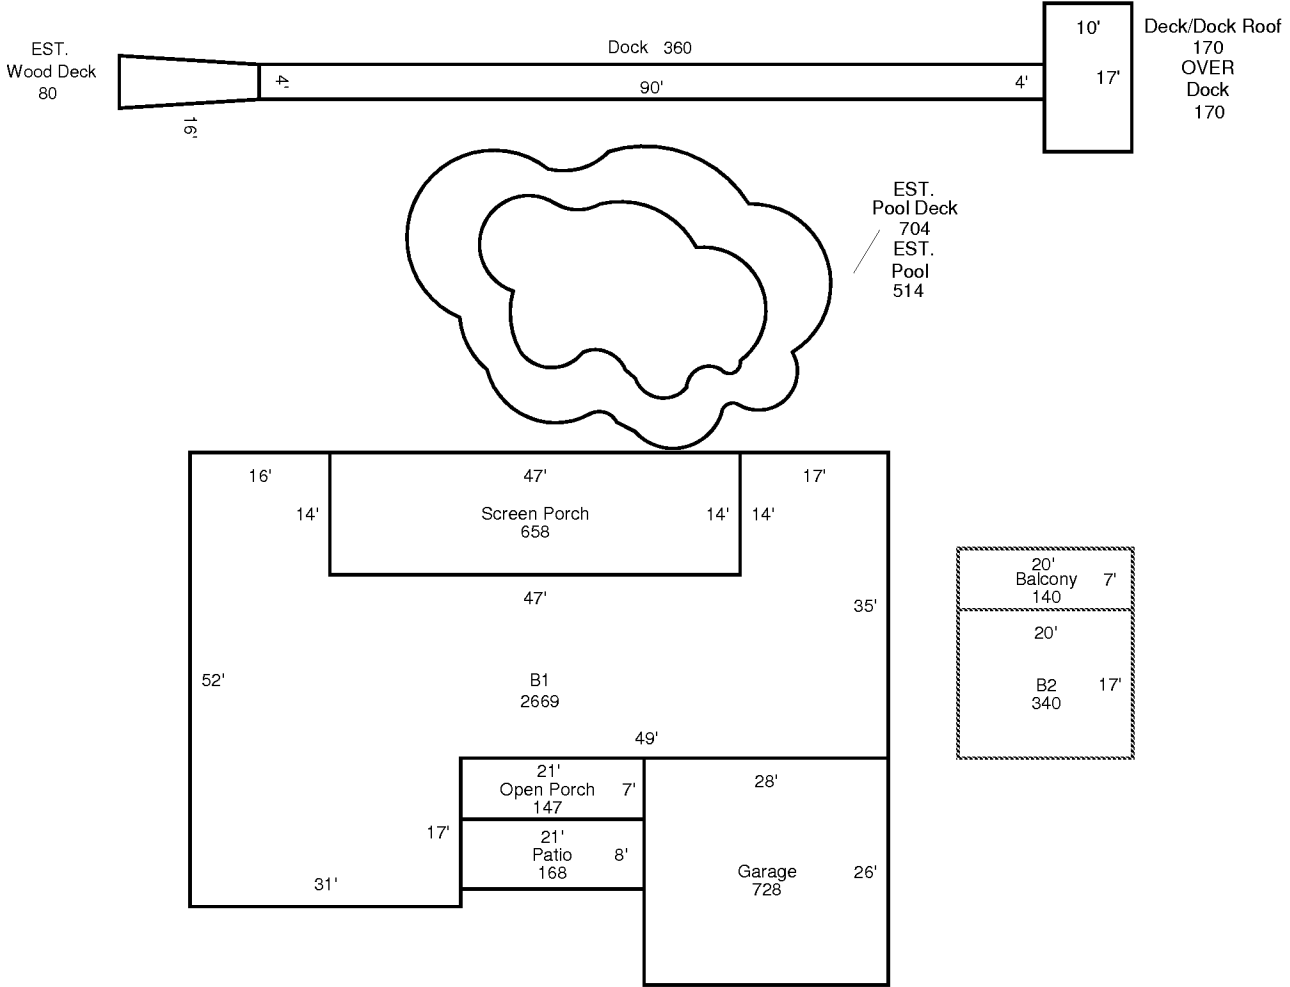 EST.
Wood Deck
80
16'
4'
Dock 360
90'
4'
10'
17'
Deck/Dock Roof
170
OVER
Dock
170
EST.
Pool Deck
704
EST.
Pool
514
16'
14'
47'
Screen Porch
658
14'
14'
17'
47'
35'
52'
B1
2669
49'
21'
Open Porch
147
7'
21'
Patio
168
8'
17'
31'
28'
Garage
728
26'
20'
Balcony
140
7'
20'
B2
340
17'